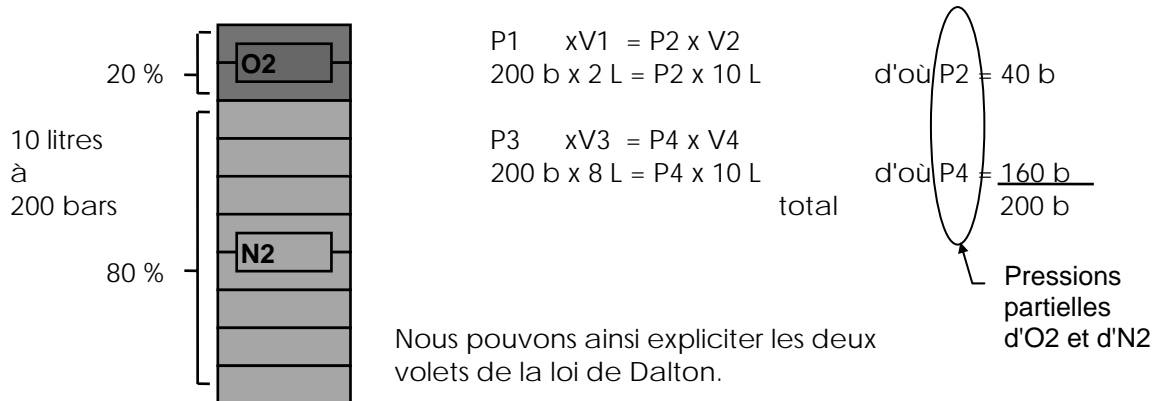 20 %
O2
10 litres
à
200 bars
N2
80 %
P1 xV1 = P2 x V2
200 b x 2 L = P2 x 10 L d'où P2 = 40 b
P3 xV3 = P4 x V4
200 b x 8 L = P4 x 10 L d'où P4 = 160 b
total 200 b
Pressions
partielles
d'O2 et d'N2
Nous pouvons ainsi expliciter les deux
volets de la loi de Dalton.